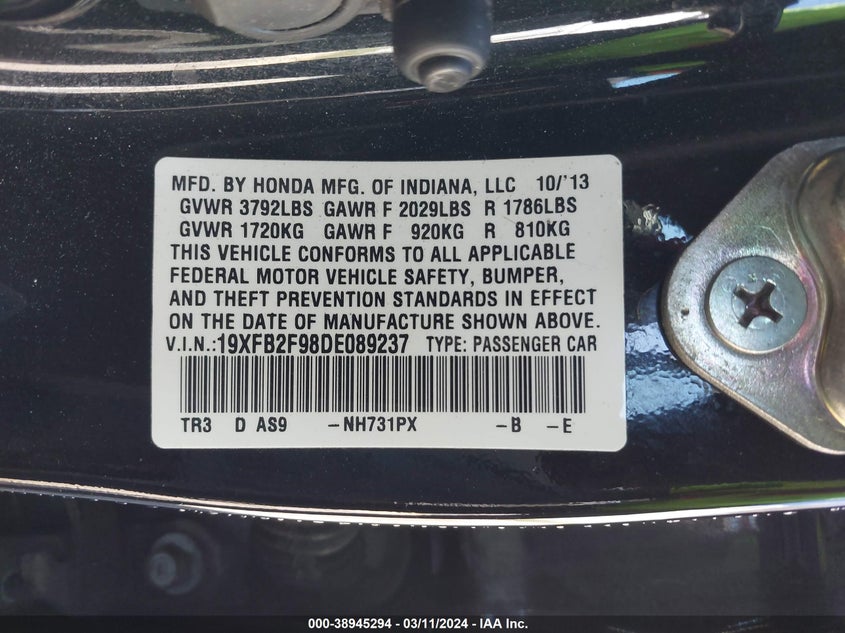 MFD. BY HONDA MFG. OF INDIANA, LLC 10/'13
GVWR 3792LBS GAWR F 2029LBS R 1786LBS
GVWR 1720KG GAWR F 920KG R 810KG
THIS VEHICLE CONFORMS TO ALL APPLICABLE
FEDERAL MOTOR VEHICLE SAFETY, BUMPER,
AND THEFT PREVENTION STANDARDS IN EFFECT
ON THE DATE OF MANUFACTURE SHOWN ABOVE.
V.I.N.:19XFB2F98DE089237 TYPE: PASSENGER CAR
TR3 D AS9 -NH731PX -B -E
000-38945294 - 03/11/2024 - IAA Inc.